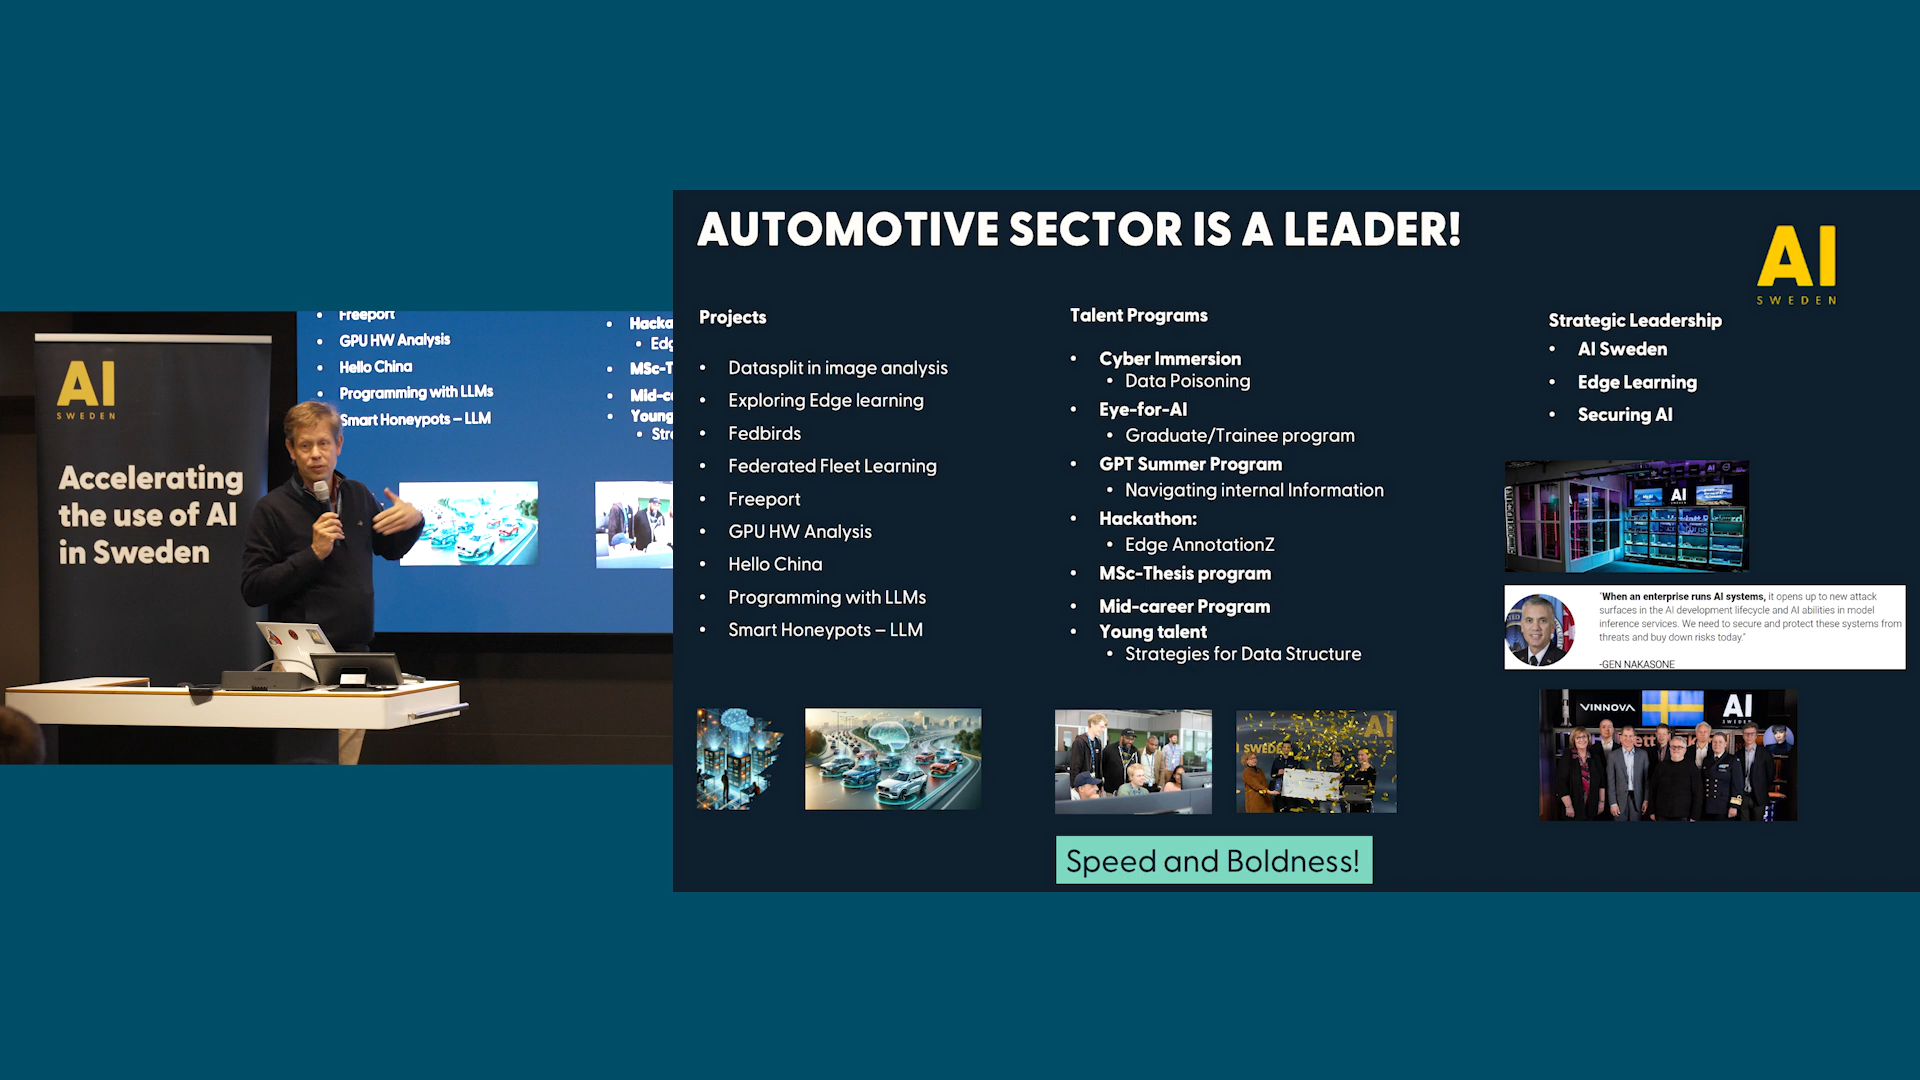 AUTOMOTIVE SECTOR IS A LEADER!
AI
SWEDEN
Projects
• Datasplit in image analysis
• Exploring Edge learning
• Fedbirds
• Federated Fleet Learning
• Freeport
• GPU HW Analysis
• Hello China
• Programming with LLMs
• Smart Honeypots – LLM
Talent Programs
• Cyber Immersion
• Data Poisoning
• Eye-for-AI
• Graduate/Trainee program
• GPT Summer Program
• Navigating internal Information
• Hackathon:
• Edge AnnotationZ
• MSc-Thesis program
• Mid-career Program
• Young talent
• Strategies for Data Structure
Strategic Leadership
• AI Sweden
• Edge Learning
• Securing AI
AI
"When an enterprise runs AI systems, it opens up to new attack
surfaces in the AI development lifecycle and AI abilities in model
inference services. We need to secure and protect these systems from
threats and buy down risks today."
-GEN NAKASONE
VINNOVA
AI
SWEDEN
AI
SWEDEN
Speed and Boldness!
AI
SWEDEN
Accelerating
the use of AI
in Sweden
• Freeport
• GPU HW Analysis
• Hello China
• Programming with LLMs
Smart Honeypots – LLM
• Hacka
• Edg
• MSc-T
• Mid-c
• Young
• Str